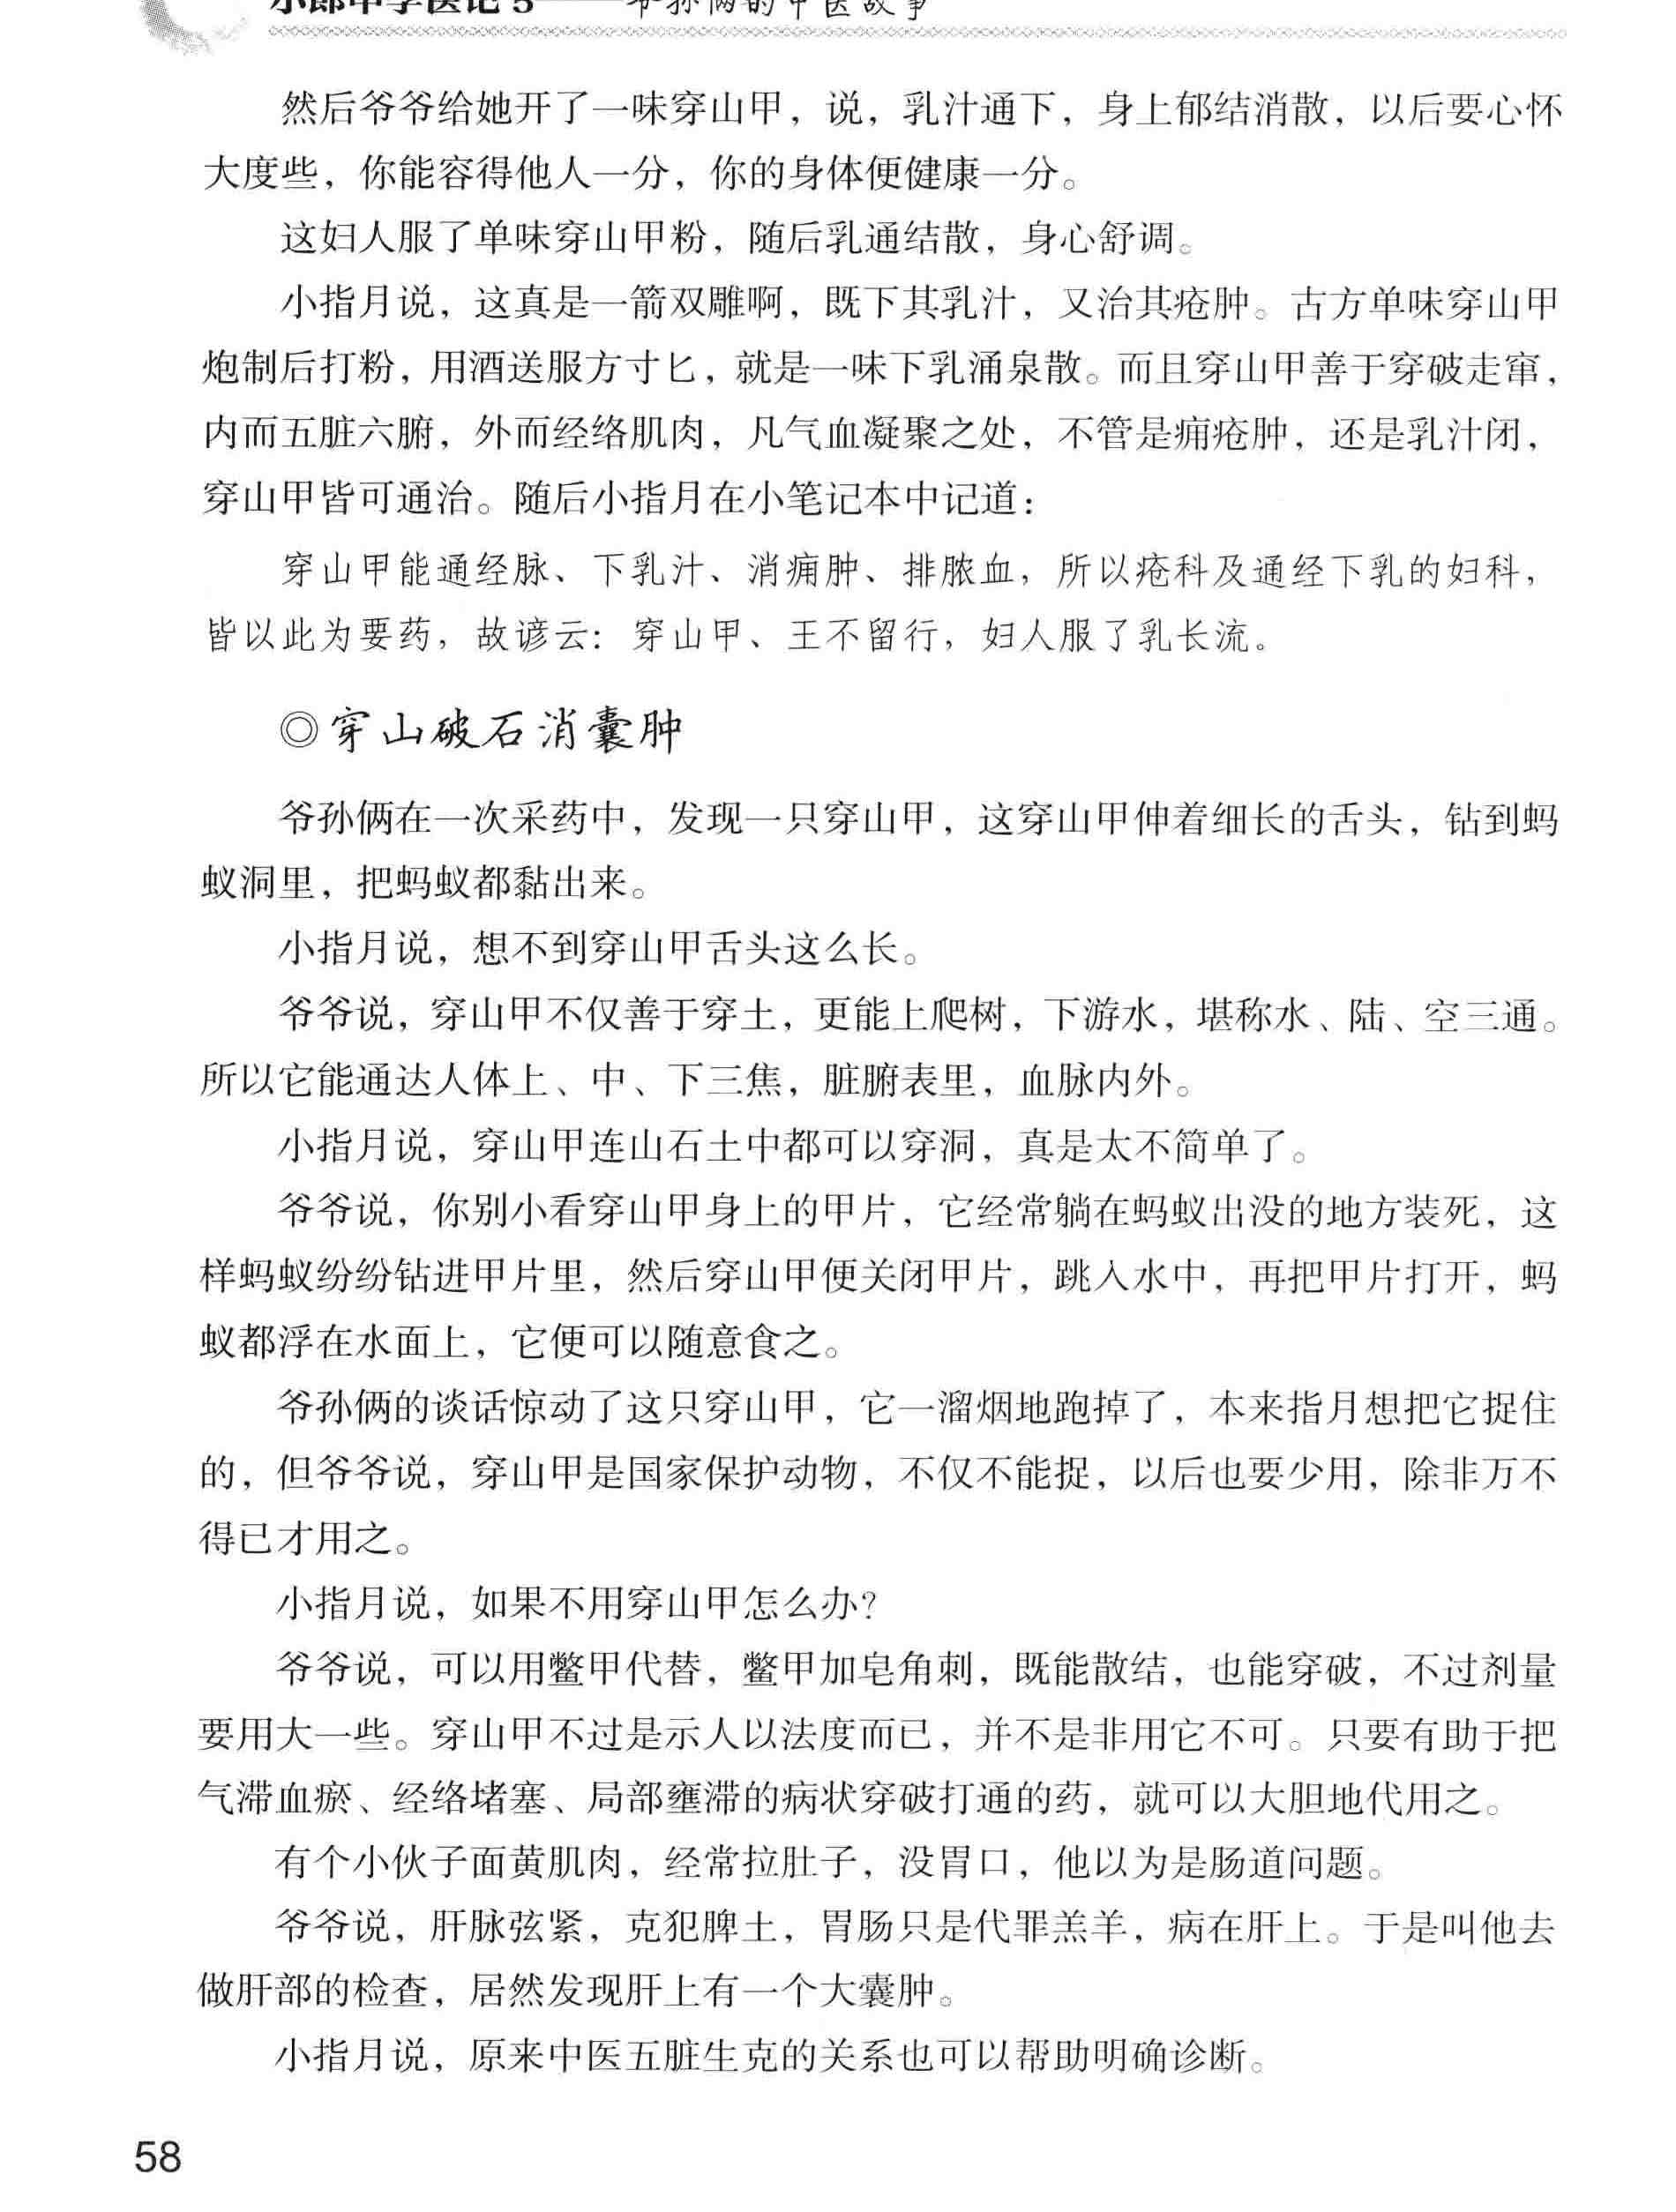 小郎中学医记5——爷孙俩的中医故事
然后爷爷给她开了一味穿山甲，说，乳汁通下，身上郁结消散，以后要心怀
大度些，你能容得他人一分，你的身体便健康一分。
这妇人服了单味穿山甲粉，随后乳通结散，身心舒调。
小指月说，这真是一箭双雕啊，既下其乳汁，又治其疮肿。古方单味穿山甲
炮制后打粉，用酒送服方寸匕，就是一味下乳涌泉散。而且穿山甲善于穿破走窜，
内而五脏六腑，外而经络肌肉，凡气血凝聚之处，不管是痈疮肿，还是乳汁闭，
穿山甲皆可通治。随后小指月在小笔记本中记道：
穿山甲能通经脉、下乳汁、消痈肿、排脓血，所以疮科及通经下乳的妇科，
皆以此为要药，故谚云：穿山甲、王不留行，妇人服了乳长流。
◎穿山破石消囊肿
爷孙俩在一次采药中，发现一只穿山甲，这穿山甲伸着细长的舌头，钻到蚂
蚁洞里，把蚂蚁都黏出来。
小指月说，想不到穿山甲舌头这么长。
爷爷说，穿山甲不仅善于穿土，更能上爬树，下游水，堪称水、陆、空三通。
所以它能通达人体上、中、下三焦，脏腑表里，血脉内外。
小指月说，穿山甲连山石土中都可以穿洞，真是太不简单了。
爷爷说，你别小看穿山甲身上的甲片，它经常躺在蚂蚁出没的地方装死，这
样蚂蚁纷纷钻进甲片里，然后穿山甲便关闭甲片，跳入水中，再把甲片打开，蚂
蚁都浮在水面上，它便可以随意食之。
爷孙俩的谈话惊动了这只穿山甲，它一溜烟地跑掉了，本来指月想把它捉住
的，但爷爷说，穿山甲是国家保护动物，不仅不能捉，以后也要少用，除非万不
得已才用之。
小指月说，如果不用穿山甲怎么办？
爷爷说，可以用鳖甲代替，鳖甲加皂角刺，既能散结，也能穿破，不过剂量
要用大一些。穿山甲不过是示人以法度而已，并不是非用它不可。只要有助于把
气滞血瘀、经络堵塞、局部壅滞的病状穿破打通的药，就可以大胆地代用之。
有个小伙子面黄肌肉，经常拉肚子，没胃口，他以为是肠道问题。
爷爷说，肝脉弦紧，克犯脾土，胃肠只是代罪羔羊，病在肝上。于是叫他去
做肝部的检查，居然发现肝上有一个大囊肿。
小指月说，原来中医五脏生克的关系也可以帮助明确诊断。
58